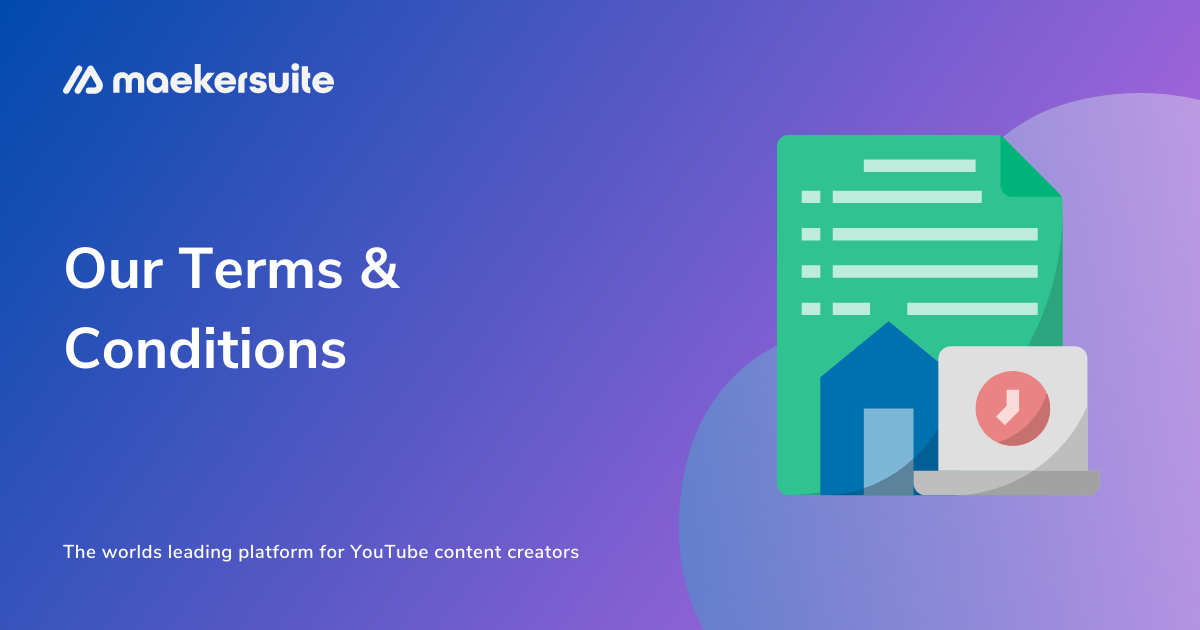 maekersuite
Our Terms &
Conditions
The worlds leading platform for YouTube content creators